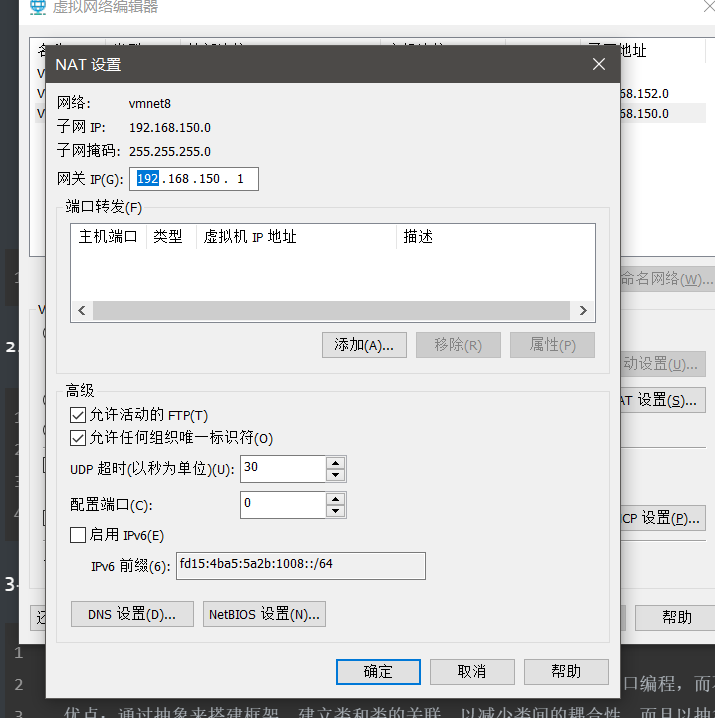 虚拟网络编辑器
地址
NAT 设置
网络:
vmnet8
68.152.0
子网 IP:
192.168.150.0
68.150.0
子网掩码:
255.255.255.0
网关 IP(G):
192 . 168 . 150 . 1
端口转发(F)
主机端口 类型 虚拟机 IP 地址 描述
命名网络(W)...
添加(A)... 移除(R) 属性(P)
动设置(U)...
高级
AT 设置(S)...
允许活动的 FTP(T)
允许任何组织唯一标识符(O)
UDP 超时(以秒为单位)(U): 30
配置端口(C): 0
CP 设置(P)...
启用 IPv6(E)
IPv6 前缀(6): fd15:4ba5:5a2b:1008::/64
DNS 设置(D)... NetBIOS 设置(N)...
帮助
确定 取消 帮助
1
2
口编程，而
3
优点：通过抽象来搭建框架，建立类和类的关联，以减少类间的耦合性。而且以抽